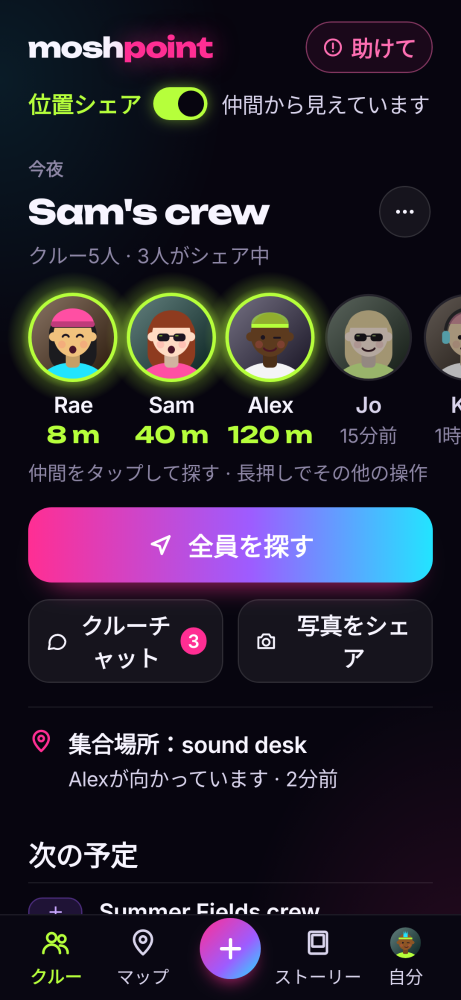 moshpoint
助けて
位置シェア
仲間から見えています
今夜
Sam's crew
クルー5人 · 3人がシェア中
Rae
Sam
Alex
Jo
8 m
40 m
120 m
15分前
仲間をタップして探す · 長押しでその他の操作
全員を探す
クルーチ
ャット
3
写真をシェ
ア
集合場所：sound desk
Alexが向かっています · 2分前
次の予定
Summer Fields crew
クルー
マップ
ストーリー
自分